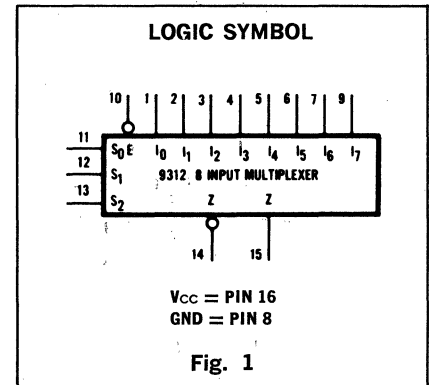 LOGIC SYMBOL
10 1 2 3 4 5 6 7 9
11 S0 E I0 I1 I2 I3 I4 I5 I6 I7
12 S1 9312 8 INPUT MULTIPLEXER
13 S2 Z Z
14 15
VCC = PIN 16
GND = PIN 8
Fig. 1